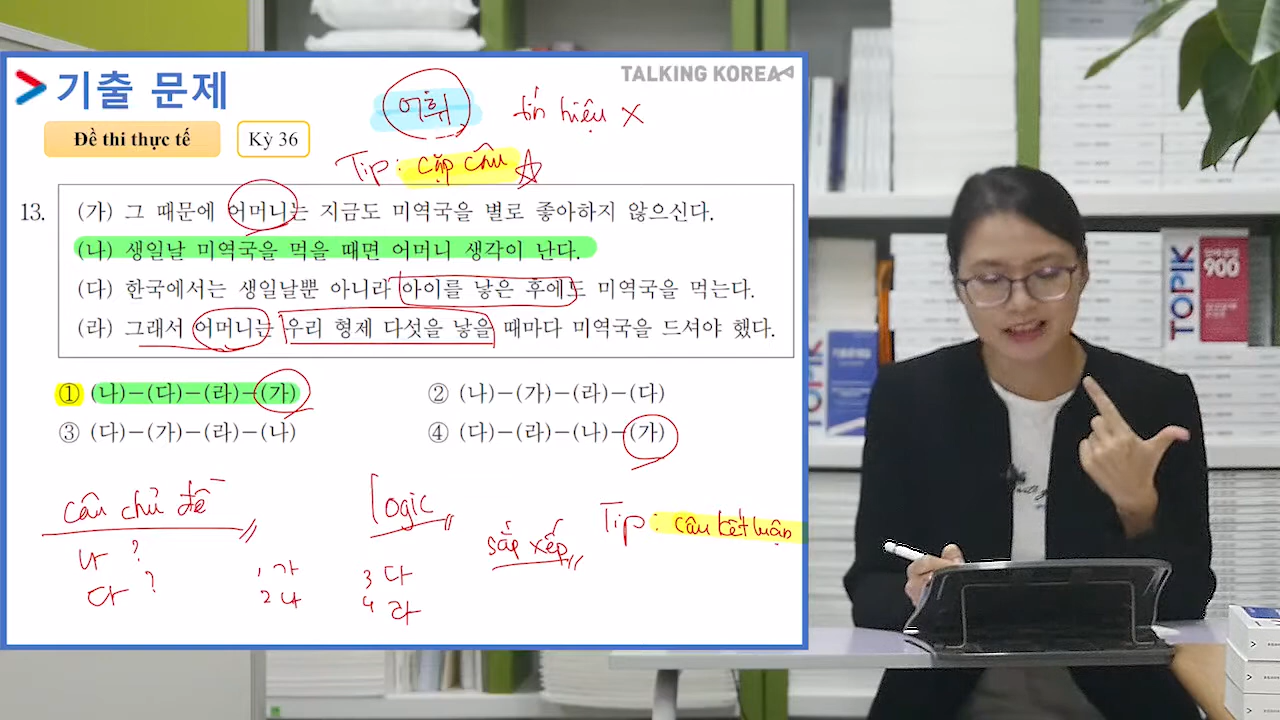 기출 문제
TALKING KOREA
Đề thi thực tế
Kỳ 36
어휘
tín hiệu X
Tip: cặp câu
13.
(가) 그 때문에 어머니는 지금도 미역국을 별로 좋아하지 않으신다.
(나) 생일날 미역국을 먹을 때면 어머니 생각이 난다.
(다) 한국에서는 생일날뿐 아니라 아이를 낳은 후에도 미역국을 먹는다.
(라) 그래서 어머니는 우리 형제 다섯을 낳을 때마다 미역국을 드셔야 했다.
① (나)-(다)-(라)-(가)
② (나)-(가)-(라)-(다)
③ (다)-(가)-(라)-(나)
④ (다)-(라)-(나)-(가)
câu chủ đề
나 ?
다 ?
1 가
2 나
logic
3 다
4 라
sắp xếp
Tip: câu kết luận
TOPIK
900
TOPIK